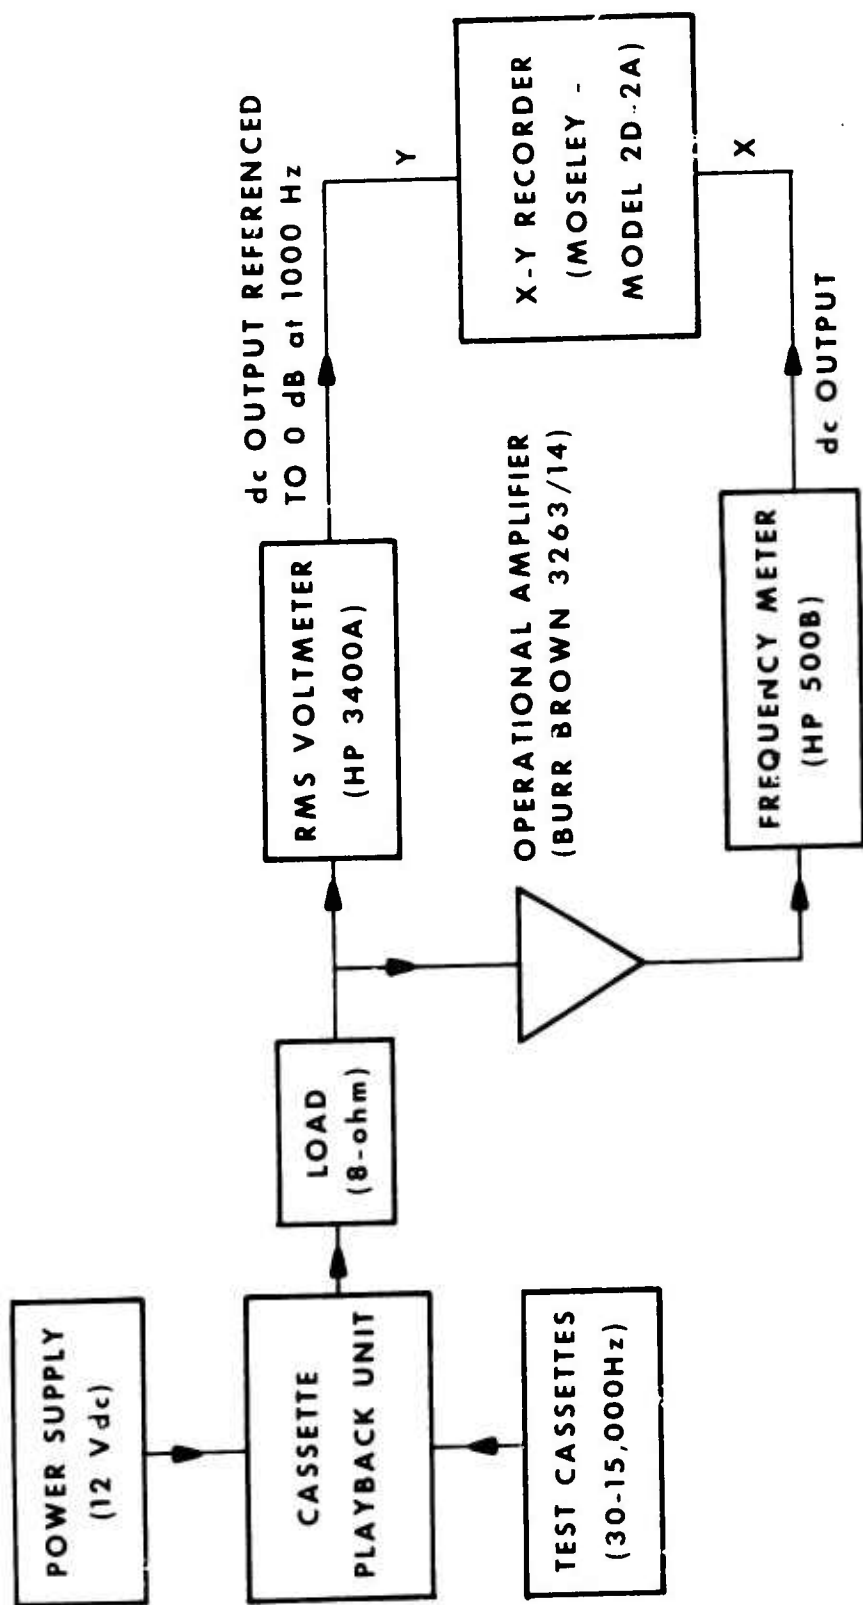 POWER SUPPLY
(12 Vdc)
CASSETTE
PLAYBACK UNIT
TEST CASSETTES
(30-15,000Hz)
LOAD
(8-ohm)
RMS VOLTMETER
(HP 3400A)
dc OUTPUT REFERENCED
TO 0 dB at 1000 Hz
OPERATIONAL AMPLIFIER
(BURR BROWN 3263/14)
FREQUENCY METER
(HP 500B)
dc OUTPUT
Y
X-Y RECORDER
(MOSELEY -
MODEL 2D-2A)
X